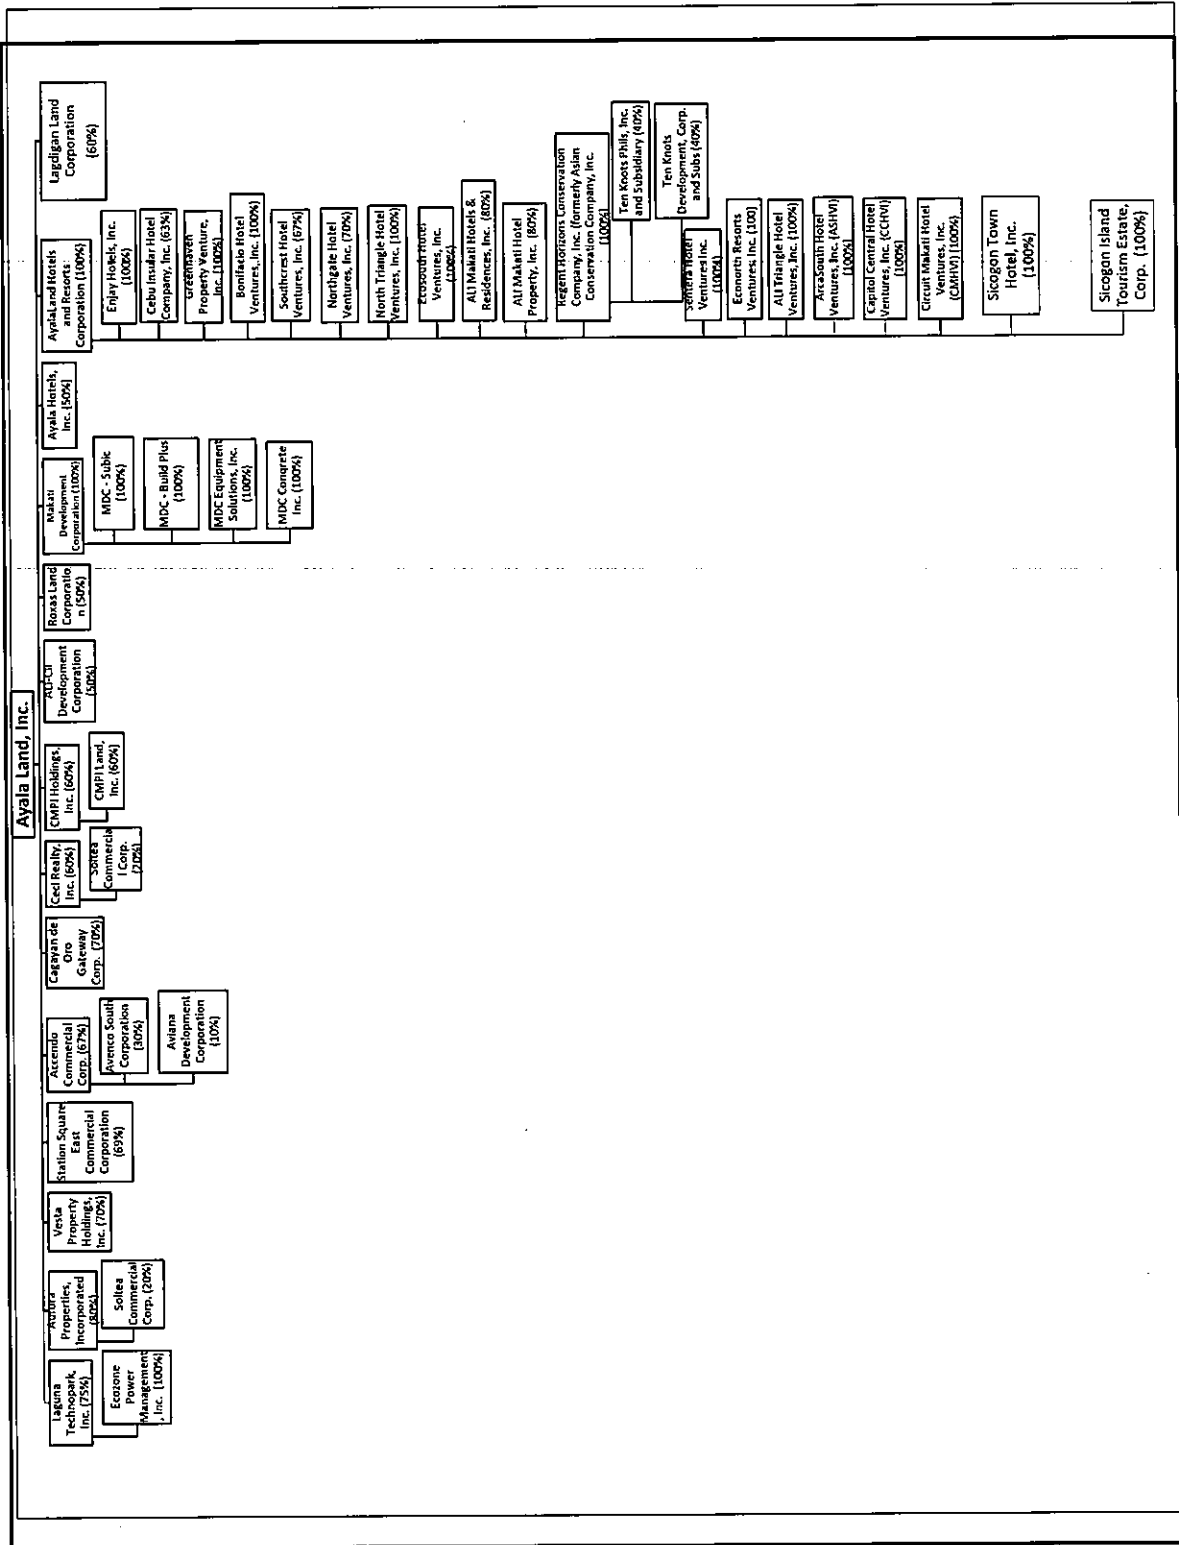 Ayala Land, Inc.
Laguna
Technopark,
Inc. (75%)
Ecozone
Power
Management
, Inc. (100%)
Aurora
Properties,
Incorporated
(80%)
Soltea
Commercial
Corp. (20%)
Vesta
Property
Holdings,
Inc. (70%)
Station Square
East
Commercial
Corporation
(69%)
Accendo
Commercial
Corp. (67%)
Avenco South
Corporation
(30%)
Aviana
Development
Corporation
(10%)
Cagayan de
Oro
Gateway
Corp. (70%)
Ceci Realty,
Inc. (60%)
Soltea
Commercia
l Corp.
(20%)
CMPI Holdings,
Inc. (60%)
CMPI Land,
Inc. (60%)
ALI-CII
Development
Corporation
(50%)
Roxas Land
Corporatio
n (50%)
Makati
Development
Corporation (100%)
MDC - Subic
(100%)
MDC - Build Plus
(100%)
MDC Equipment
Solutions, Inc.
(100%)
MDC Congrete
Inc. (100%)
Ayala Hotels,
Inc. (50%)
AyalaLand Hotels
and Resorts
Corporation (100%)
Enjay Hotels, Inc.
(100%)
Cebu Insular Hotel
Company, Inc. (63%)
Greenhaven
Property Venture,
Inc. (100%)
Bonifacio Hotel
Ventures, Inc. (100%)
Southcrest Hotel
Ventures, Inc. (67%)
Northgate Hotel
Ventures, Inc. (70%)
North Triangle Hotel
Ventures, Inc. (100%)
Ecosouth Hotel
Ventures, Inc.
(100%)
ALI Makati Hotels &
Residences, Inc. (80%)
ALI Makati Hotel
Property, Inc. (80%)
Regent Horizons Conservation
Company, Inc. (formerly Asian
Conservation Company, Inc.
(100%)
Ten Knots Phils, Inc.
and Subsidiary (40%)
Ten Knots
Development, Corp.
and Subs (40%)
Sentera Hotel
Ventures Inc.
(100%)
Econorth Resorts
Ventures, Inc. (100)
ALI Triangle Hotel
Ventures, Inc. (100%)
ArcaSouth Hotel
Ventures, Inc. (ASHVI)
(100%)
Capitol Central Hotel
Ventures, Inc. (CCHVI)
(100%)
Circuit Makati Hotel
Ventures, Inc.
(CMHVI) (100%)
Sicogon Town
Hotel, Inc.
(100%)
Sicogon Island
Tourism Estate,
Corp. (100%)
Lagdigan Land
Corporation
(60%)